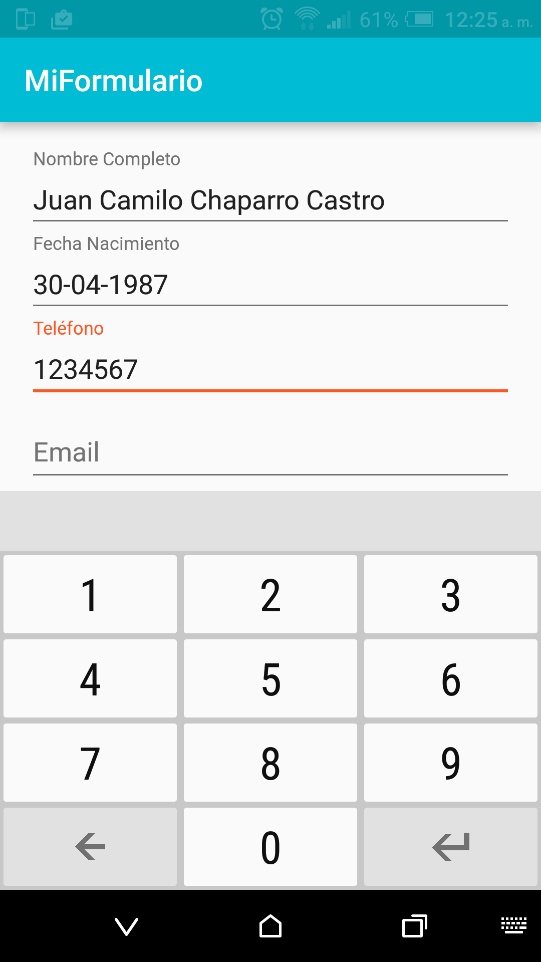 61% 12:25 a. m.
MiFormulario
Nombre Completo
Juan Camilo Chaparro Castro
Fecha Nacimiento
30-04-1987
Teléfono
1234567
Email
1 2 3
4 5 6
7 8 9
0